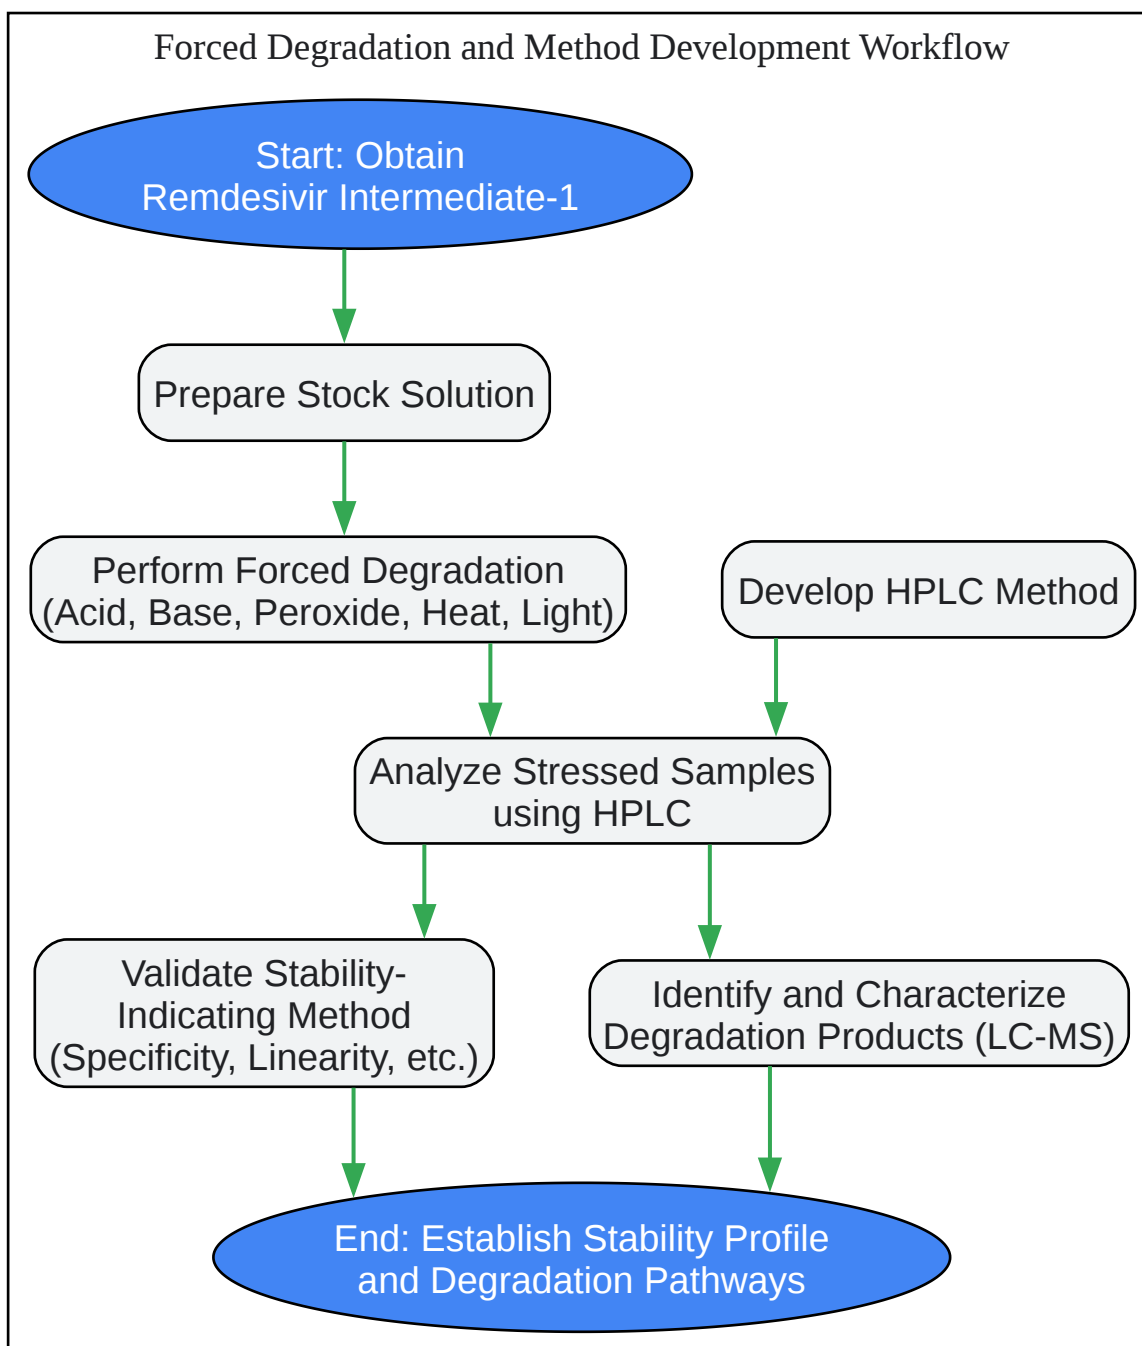 Forced Degradation and Method Development Workflow
Start: Obtain
Remdesivir Intermediate-1
Prepare Stock Solution
Perform Forced Degradation
(Acid, Base, Peroxide, Heat, Light)
Develop HPLC Method
Analyze Stressed Samples
using HPLC
Validate Stability-
Indicating Method
(Specificity, Linearity, etc.)
Identify and Characterize
Degradation Products (LC-MS)
End: Establish Stability Profile
and Degradation Pathways